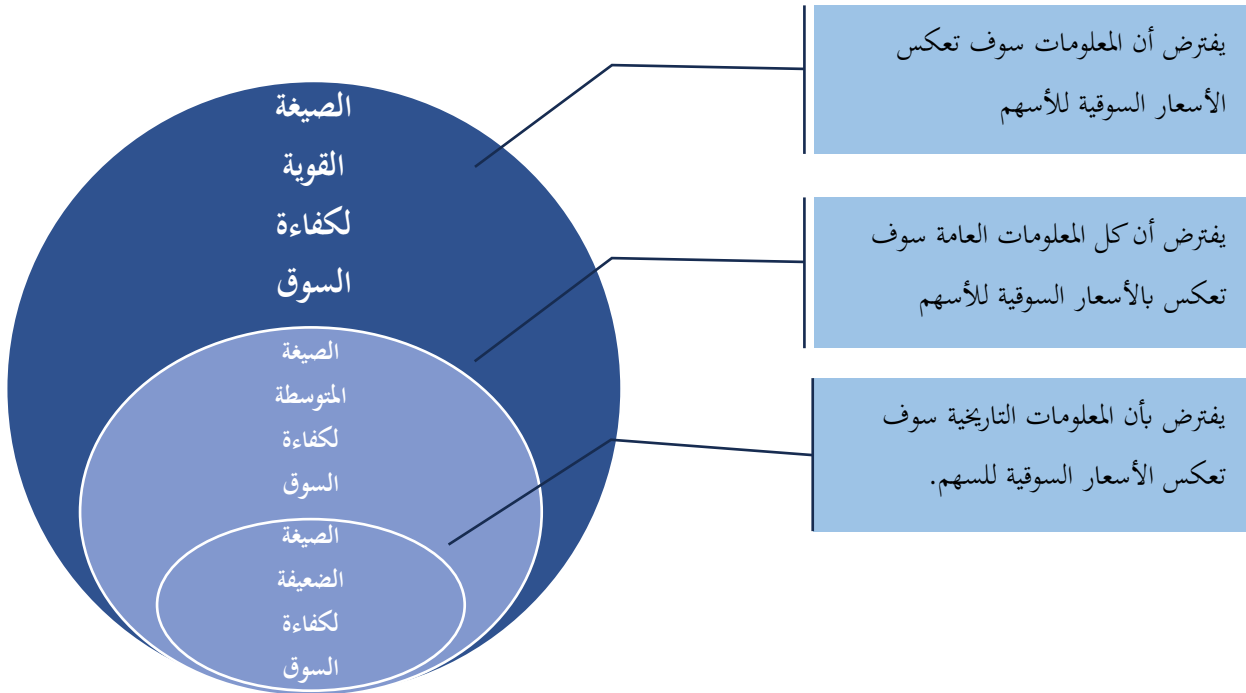 الصيغة
القوية
لكفاءة
السوق
يفترض أن المعلومات سوف تعكس
الأسعار السوقية للأسهم
الصيغة
المتوسطة
لكفاءة
السوق
يفترض أن كل المعلومات العامة سوف
تعكس بالأسعار السوقية للأسهم
الصيغة
الضعيفة
لكفاءة
السوق
يفترض بأن المعلومات التاريخية سوف
تعكس الأسعار السوقية للسهم.